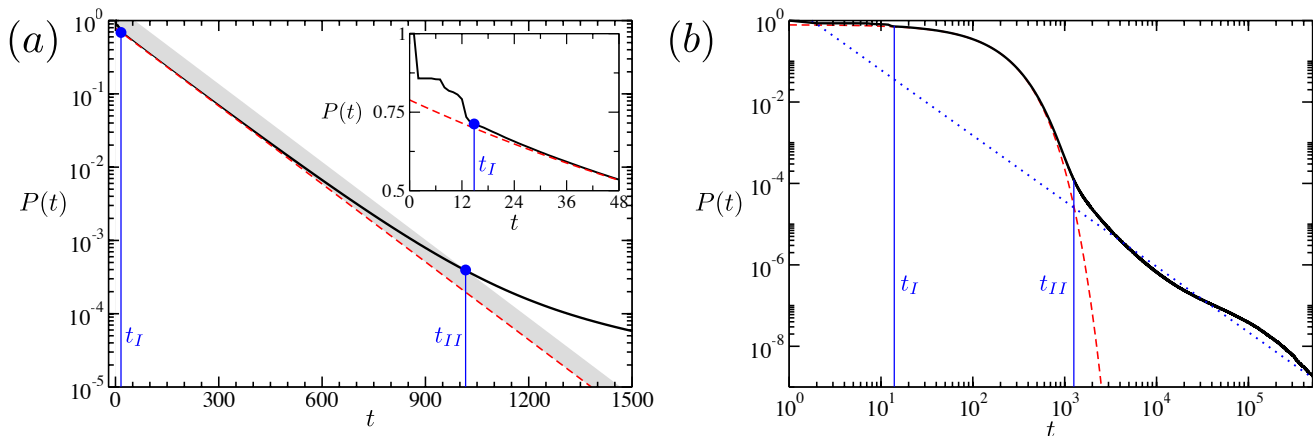 (a)
10^0
10^-1
10^-2
10^-3
10^-4
10^-5
P(t)
t_I
t_II
0 300 600 900 1200 1500
t
1
0.75
0.5
P(t)
t_I
0 12 24 36 48
t
(b)
10^0
10^-2
10^-4
10^-6
10^-8
P(t)
t_I
t_II
10^0 10^1 10^2 10^3 10^4 10^5
t